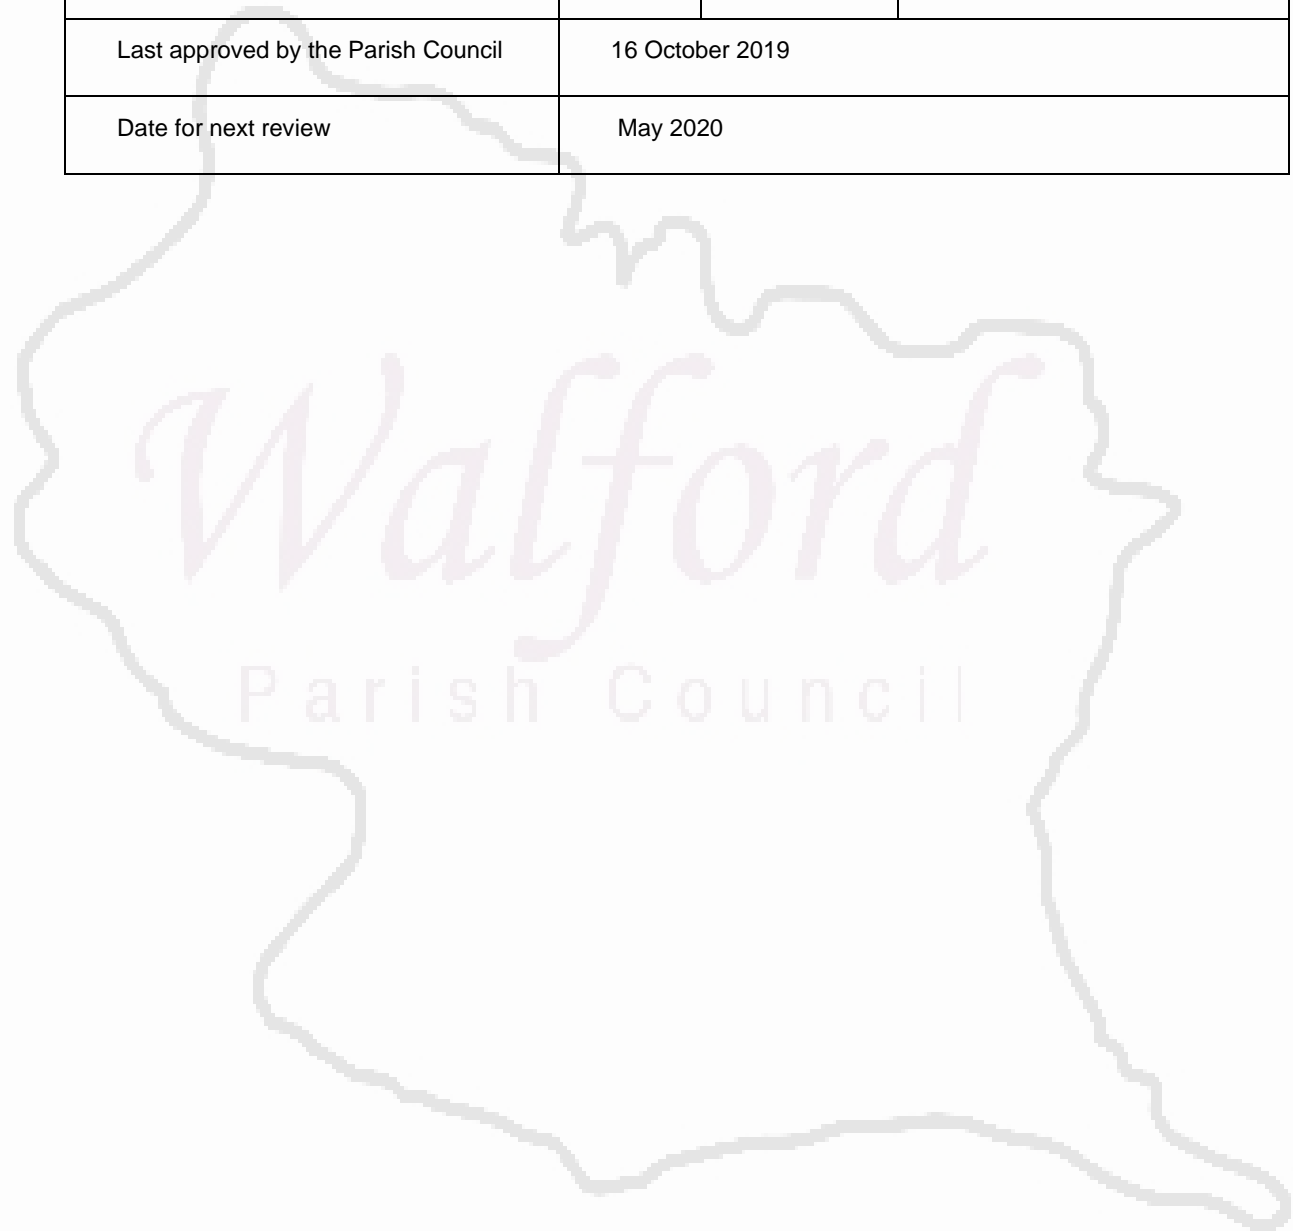 Last approved by the Parish Council 16 October 2019
Date for next review May 2020
Walford
Parish Council